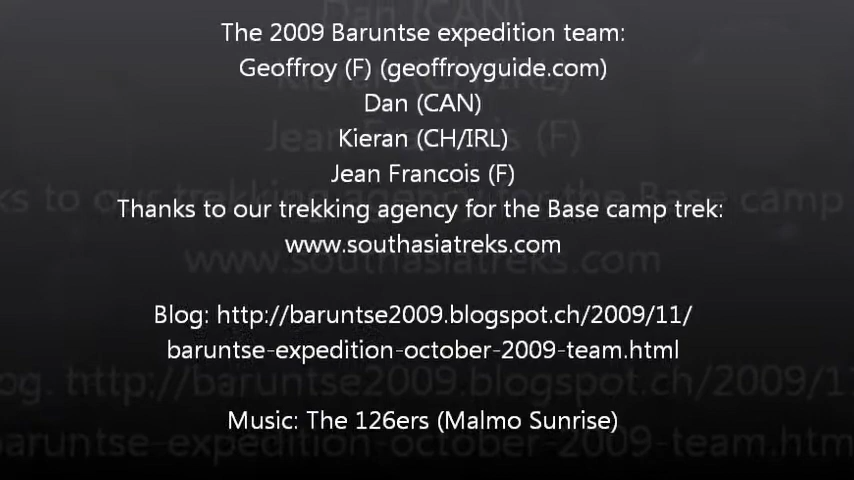 The 2009 Baruntse expedition team:
Geoffroy (F) (geoffroyguide.com)
Dan (CAN)
Kieran (CH/IRL)
Jean Francois (F)
Thanks to our trekking agency for the Base camp trek:
www.southasiatreks.com
Blog: http://baruntse2009.blogspot.ch/2009/11/
baruntse-expedition-october-2009-team.html
Music: The 126ers (Malmo Sunrise)